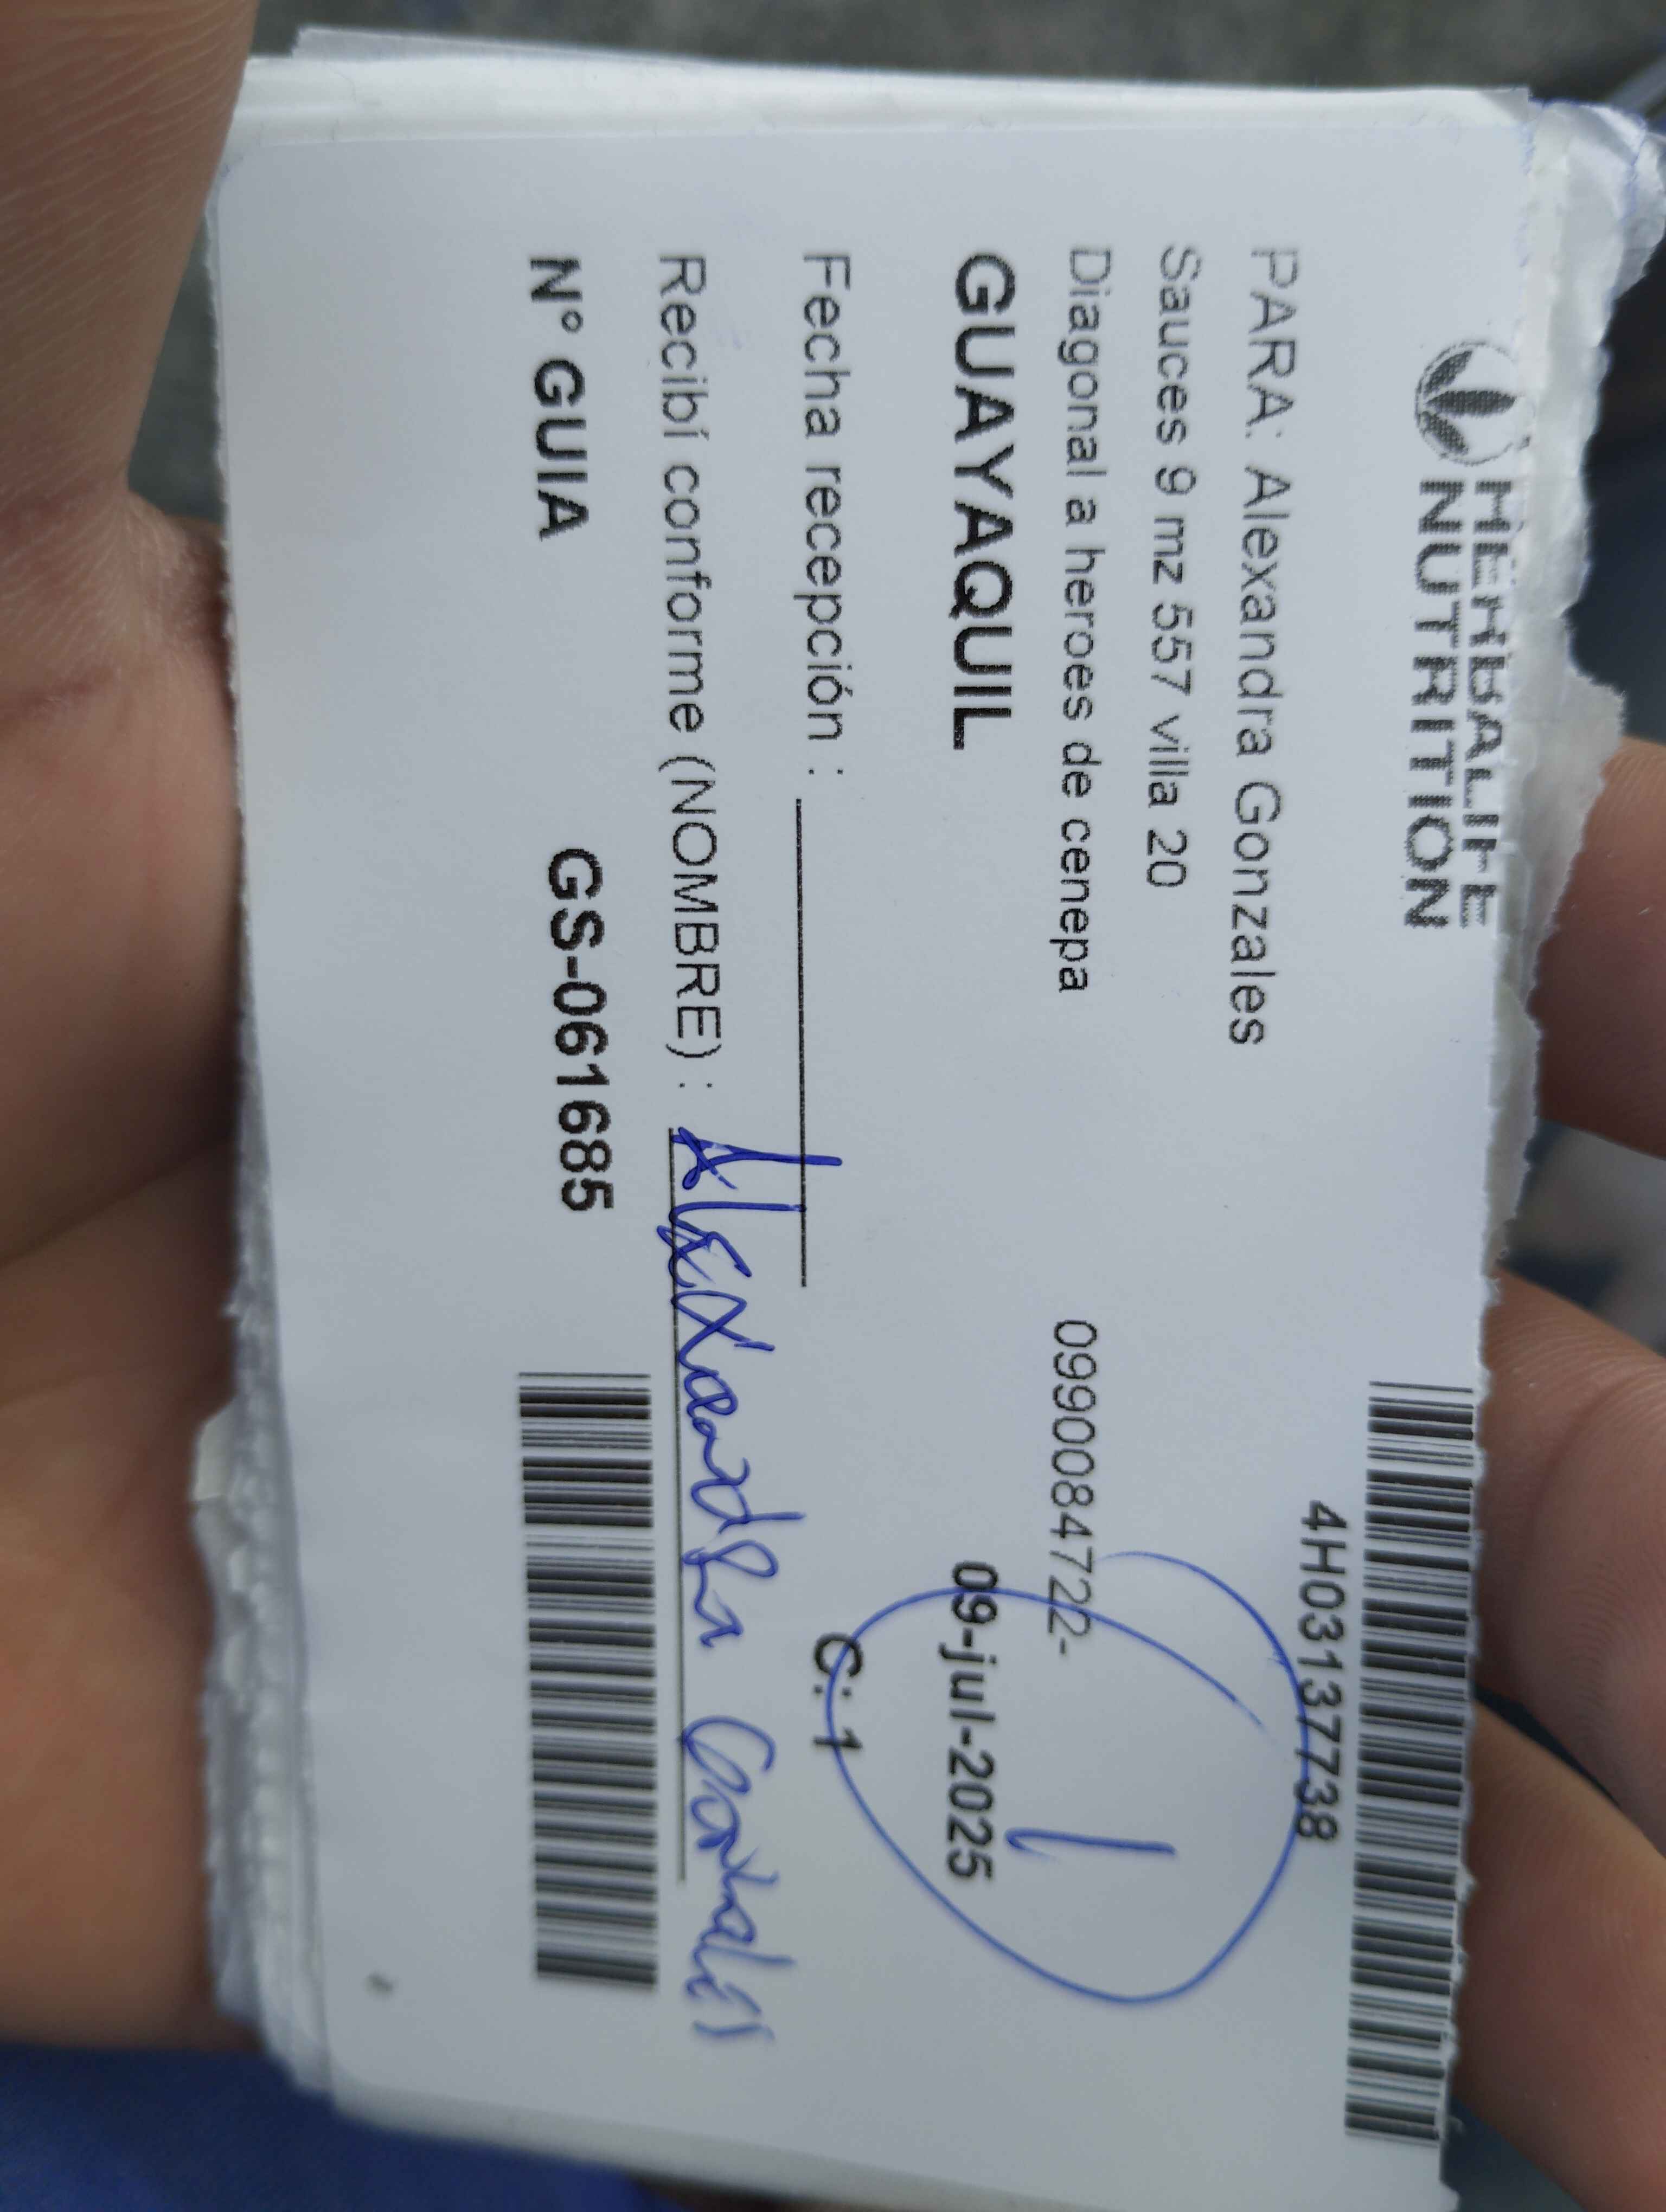 HERBALIFE
NUTRITION
4H03137738
PARA: Alexandra Gonzales
Sauces 9 mz 557 villa 20
Diagonal a heroes de cenepa
0990084722-
GUAYAQUIL
09-jul-2025
1
Fecha recepción :
C: 1
Recibí conforme (NOMBRE) : Alexandra Gonzales
N° GUIA
GS-061685